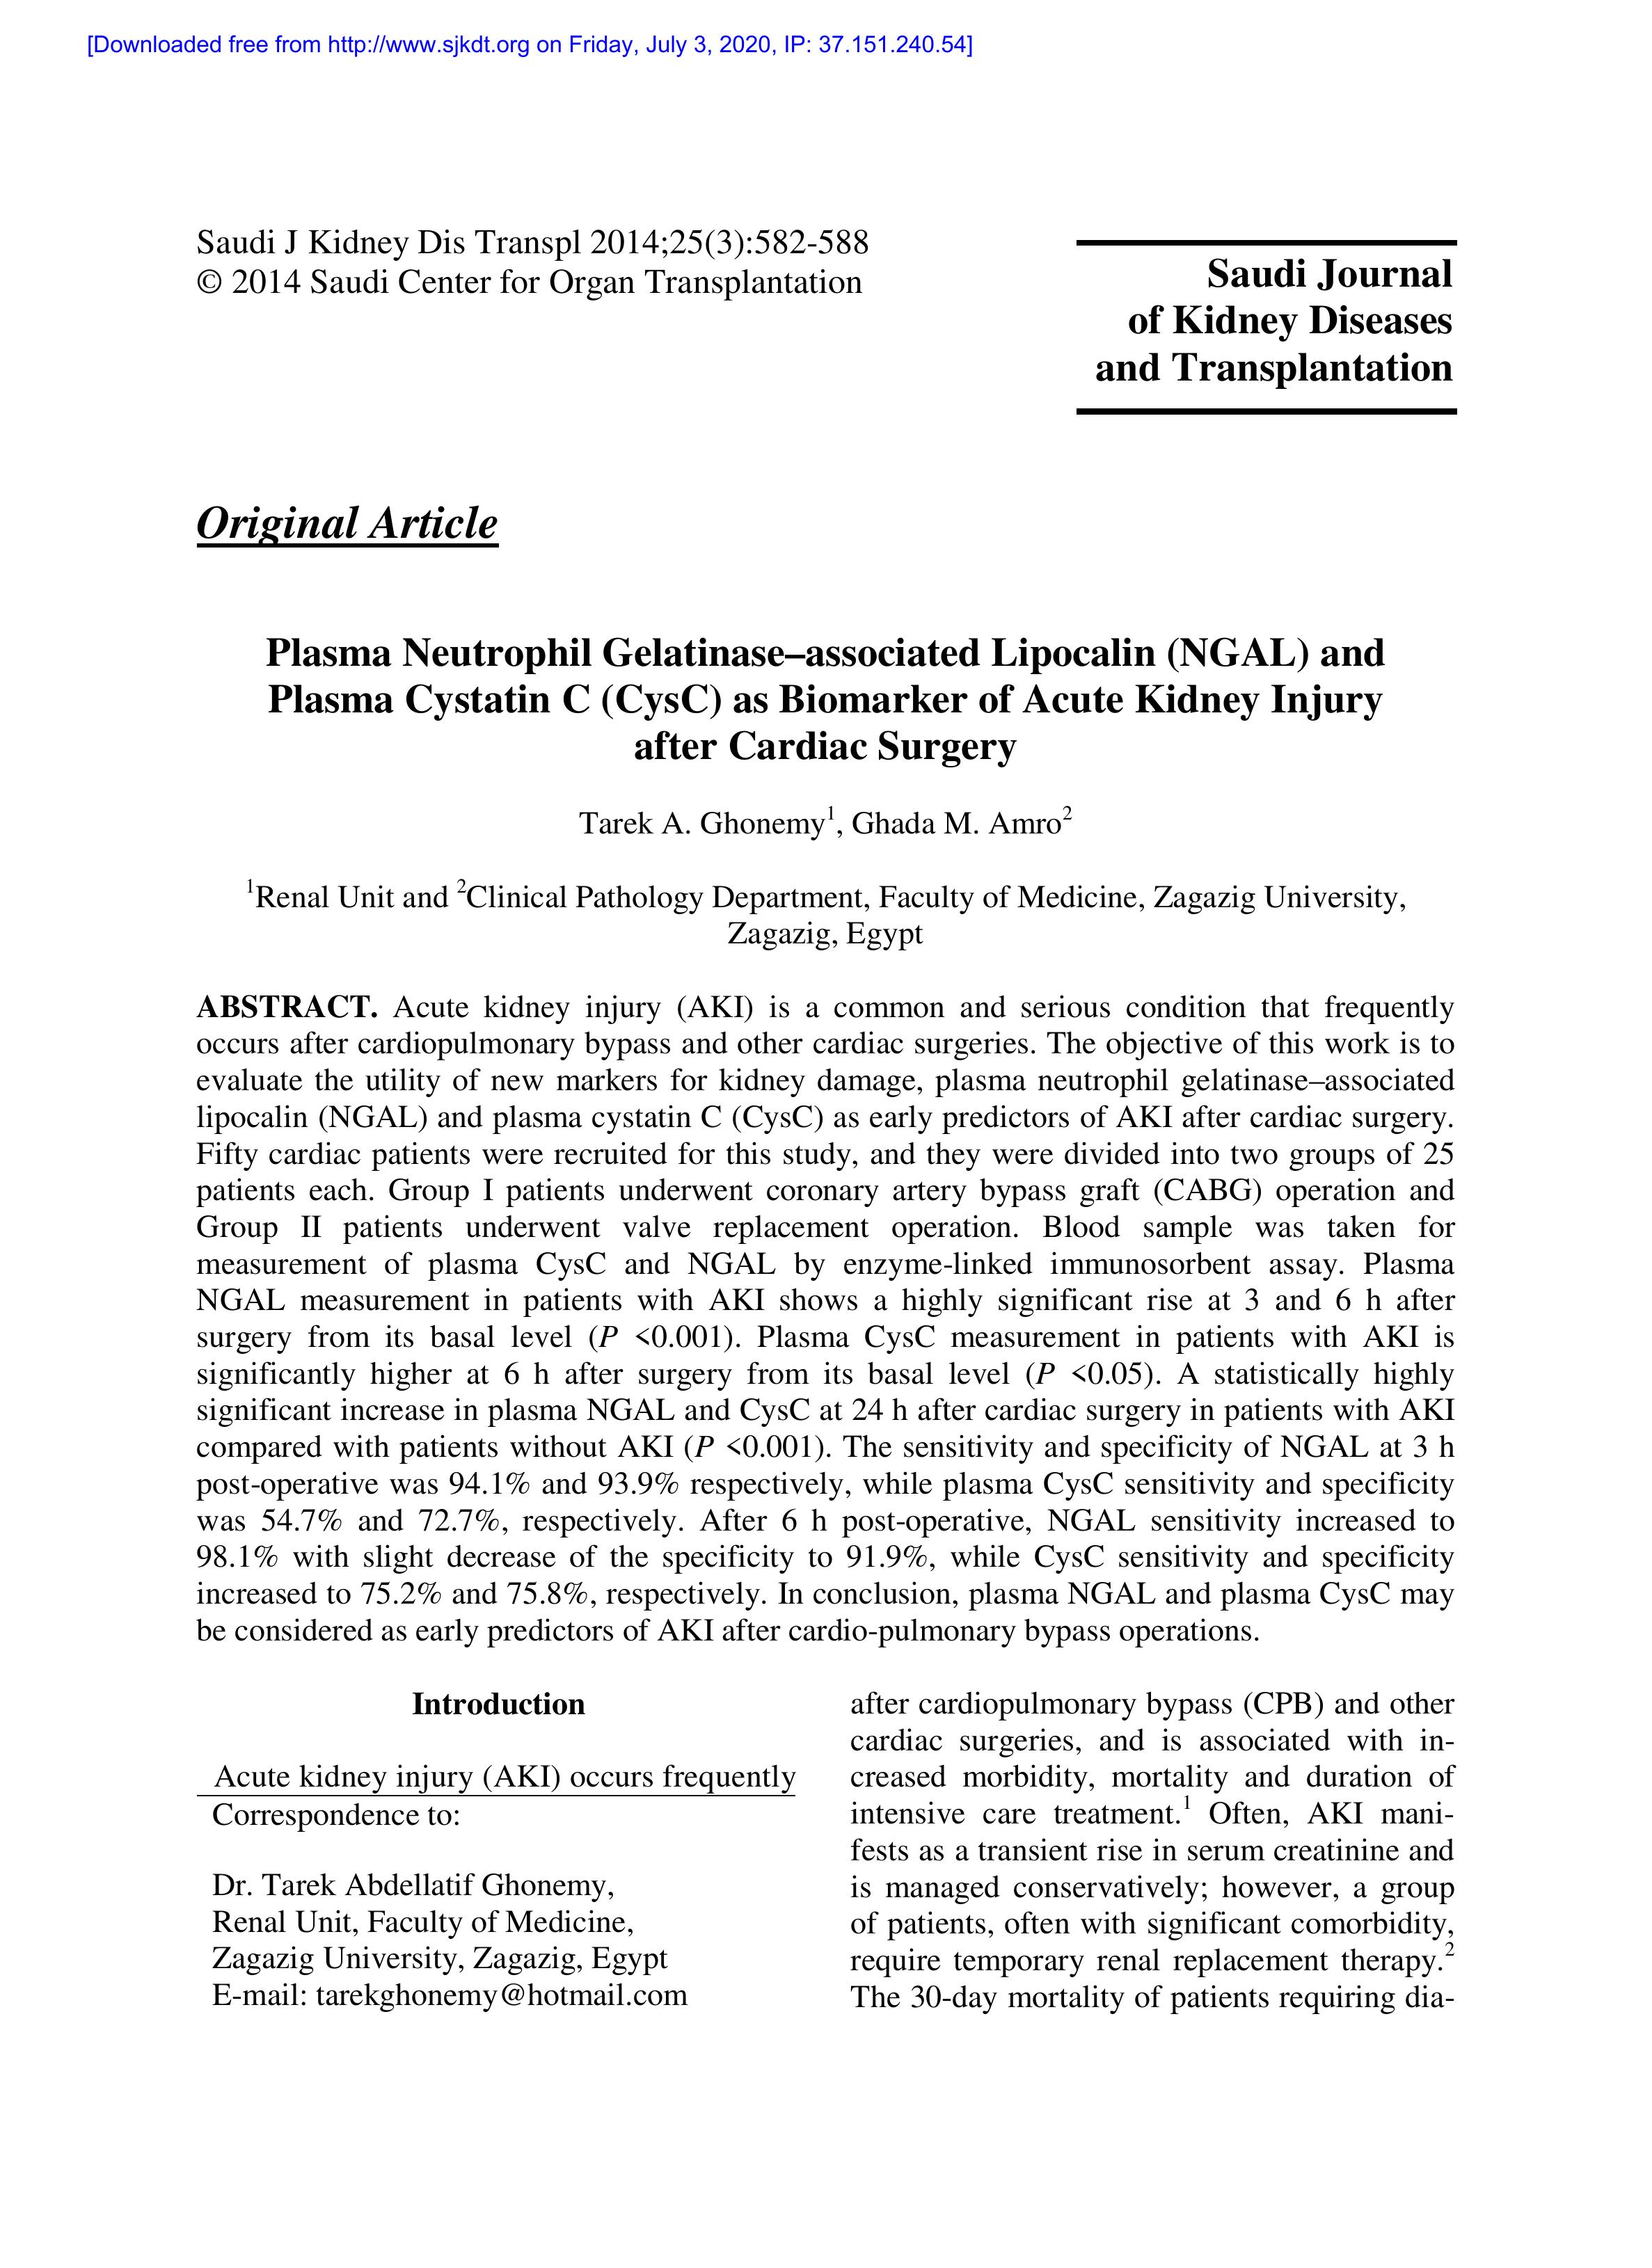 [Downloaded free from http://www.sjkdt.org on Friday, July 3, 2020, IP: 37.151.240.54]
Saudi J Kidney Dis Transpl 2014;25(3):582-588
© 2014 Saudi Center for Organ Transplantation
Saudi Journal
of Kidney Diseases
and Transplantation
Original Article
Plasma Neutrophil Gelatinase–associated Lipocalin (NGAL) and
Plasma Cystatin C (CysC) as Biomarker of Acute Kidney Injury
after Cardiac Surgery
Tarek A. Ghonemy1, Ghada M. Amro2
1Renal Unit and 2Clinical Pathology Department, Faculty of Medicine, Zagazig University,
Zagazig, Egypt
ABSTRACT. Acute kidney injury (AKI) is a common and serious condition that frequently
occurs after cardiopulmonary bypass and other cardiac surgeries. The objective of this work is to
evaluate the utility of new markers for kidney damage, plasma neutrophil gelatinase–associated
lipocalin (NGAL) and plasma cystatin C (CysC) as early predictors of AKI after cardiac surgery.
Fifty cardiac patients were recruited for this study, and they were divided into two groups of 25
patients each. Group I patients underwent coronary artery bypass graft (CABG) operation and
Group II patients underwent valve replacement operation. Blood sample was taken for
measurement of plasma CysC and NGAL by enzyme-linked immunosorbent assay. Plasma
NGAL measurement in patients with AKI shows a highly significant rise at 3 and 6 h after
surgery from its basal level (P <0.001). Plasma CysC measurement in patients with AKI is
significantly higher at 6 h after surgery from its basal level (P <0.05). A statistically highly
significant increase in plasma NGAL and CysC at 24 h after cardiac surgery in patients with AKI
compared with patients without AKI (P <0.001). The sensitivity and specificity of NGAL at 3 h
post-operative was 94.1% and 93.9% respectively, while plasma CysC sensitivity and specificity
was 54.7% and 72.7%, respectively. After 6 h post-operative, NGAL sensitivity increased to
98.1% with slight decrease of the specificity to 91.9%, while CysC sensitivity and specificity
increased to 75.2% and 75.8%, respectively. In conclusion, plasma NGAL and plasma CysC may
be considered as early predictors of AKI after cardio-pulmonary bypass operations.
Introduction
Acute kidney injury (AKI) occurs frequently
Correspondence to:
Dr. Tarek Abdellatif Ghonemy,
Renal Unit, Faculty of Medicine,
Zagazig University, Zagazig, Egypt
E-mail: tarekghonemy@hotmail.com
after cardiopulmonary bypass (CPB) and other
cardiac surgeries, and is associated with in-
creased morbidity, mortality and duration of
intensive care treatment.1 Often, AKI mani-
fests as a transient rise in serum creatinine and
is managed conservatively; however, a group
of patients, often with significant comorbidity,
require temporary renal replacement therapy.2
The 30-day mortality of patients requiring dia-